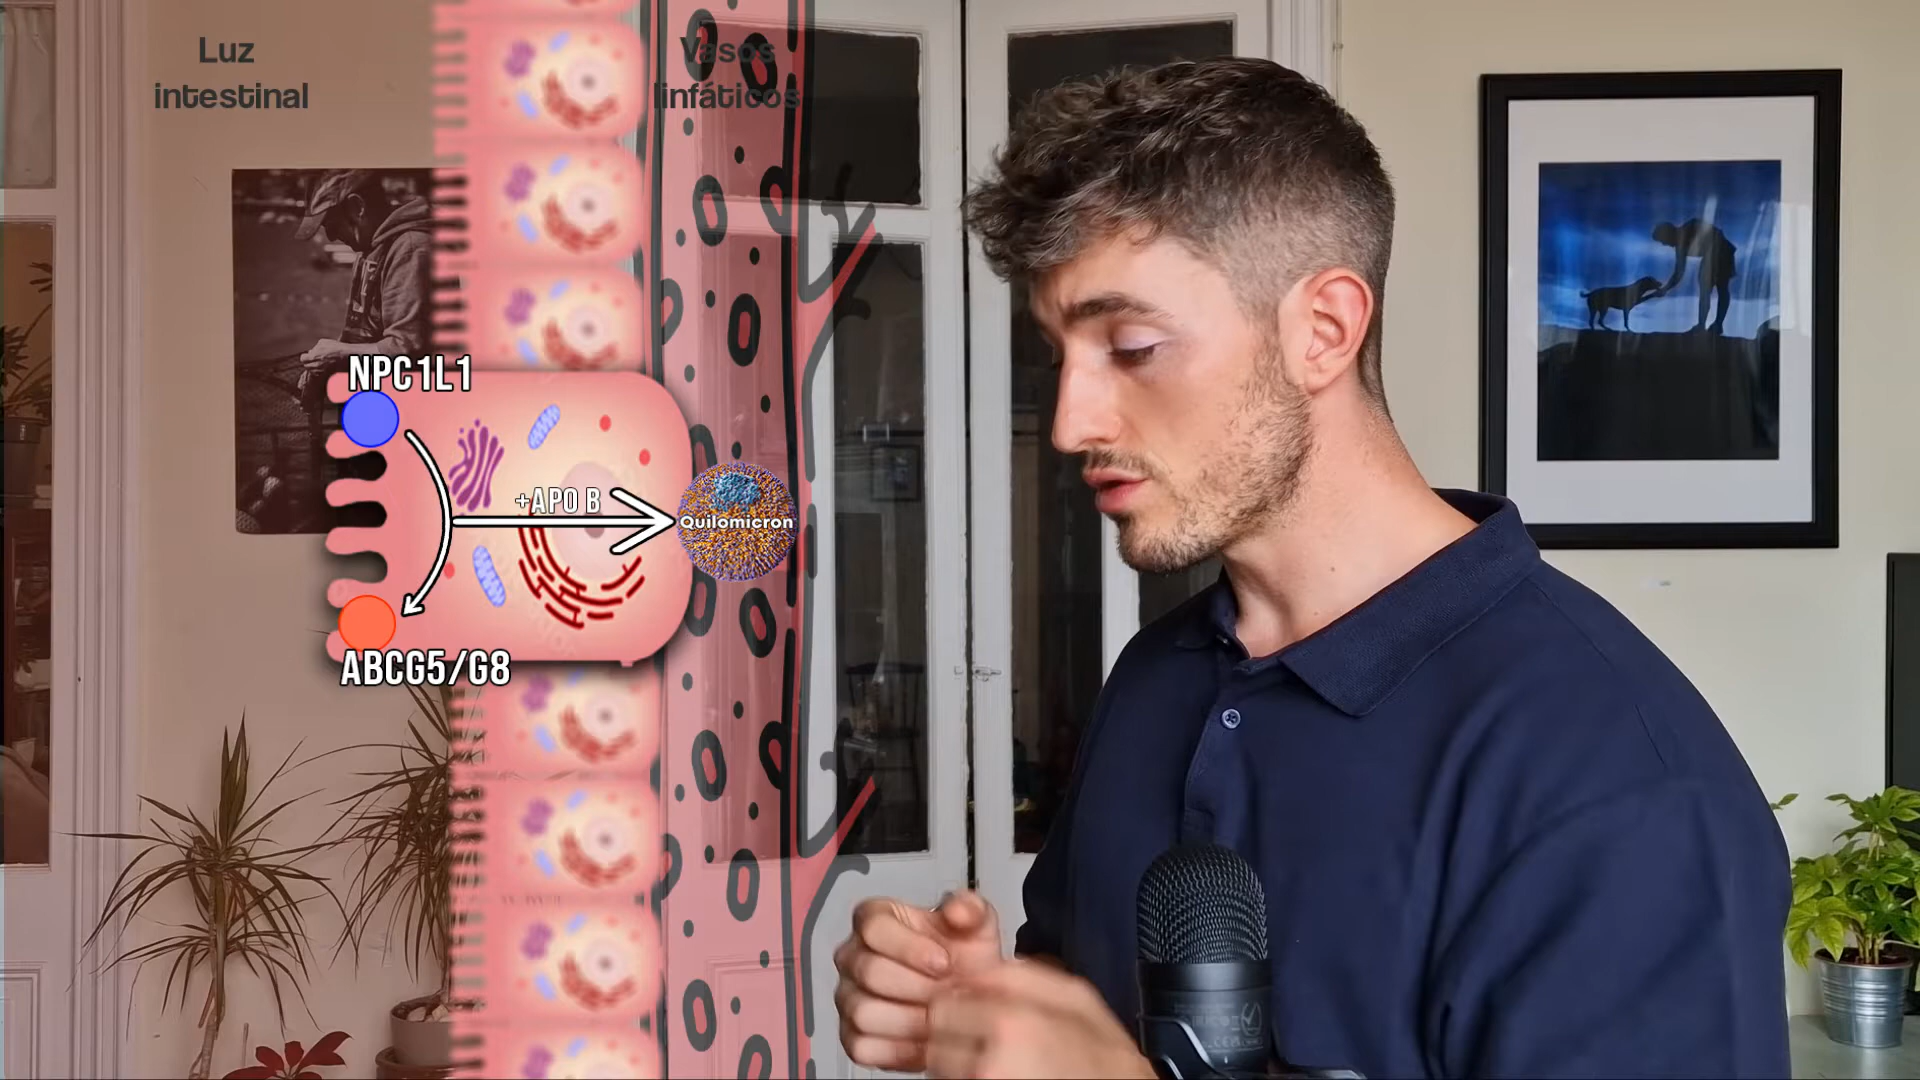 Luz
intestinal
Vasos
linfáticos
NPC1L1
+APO B
Quilomicron
ABCG5/G8